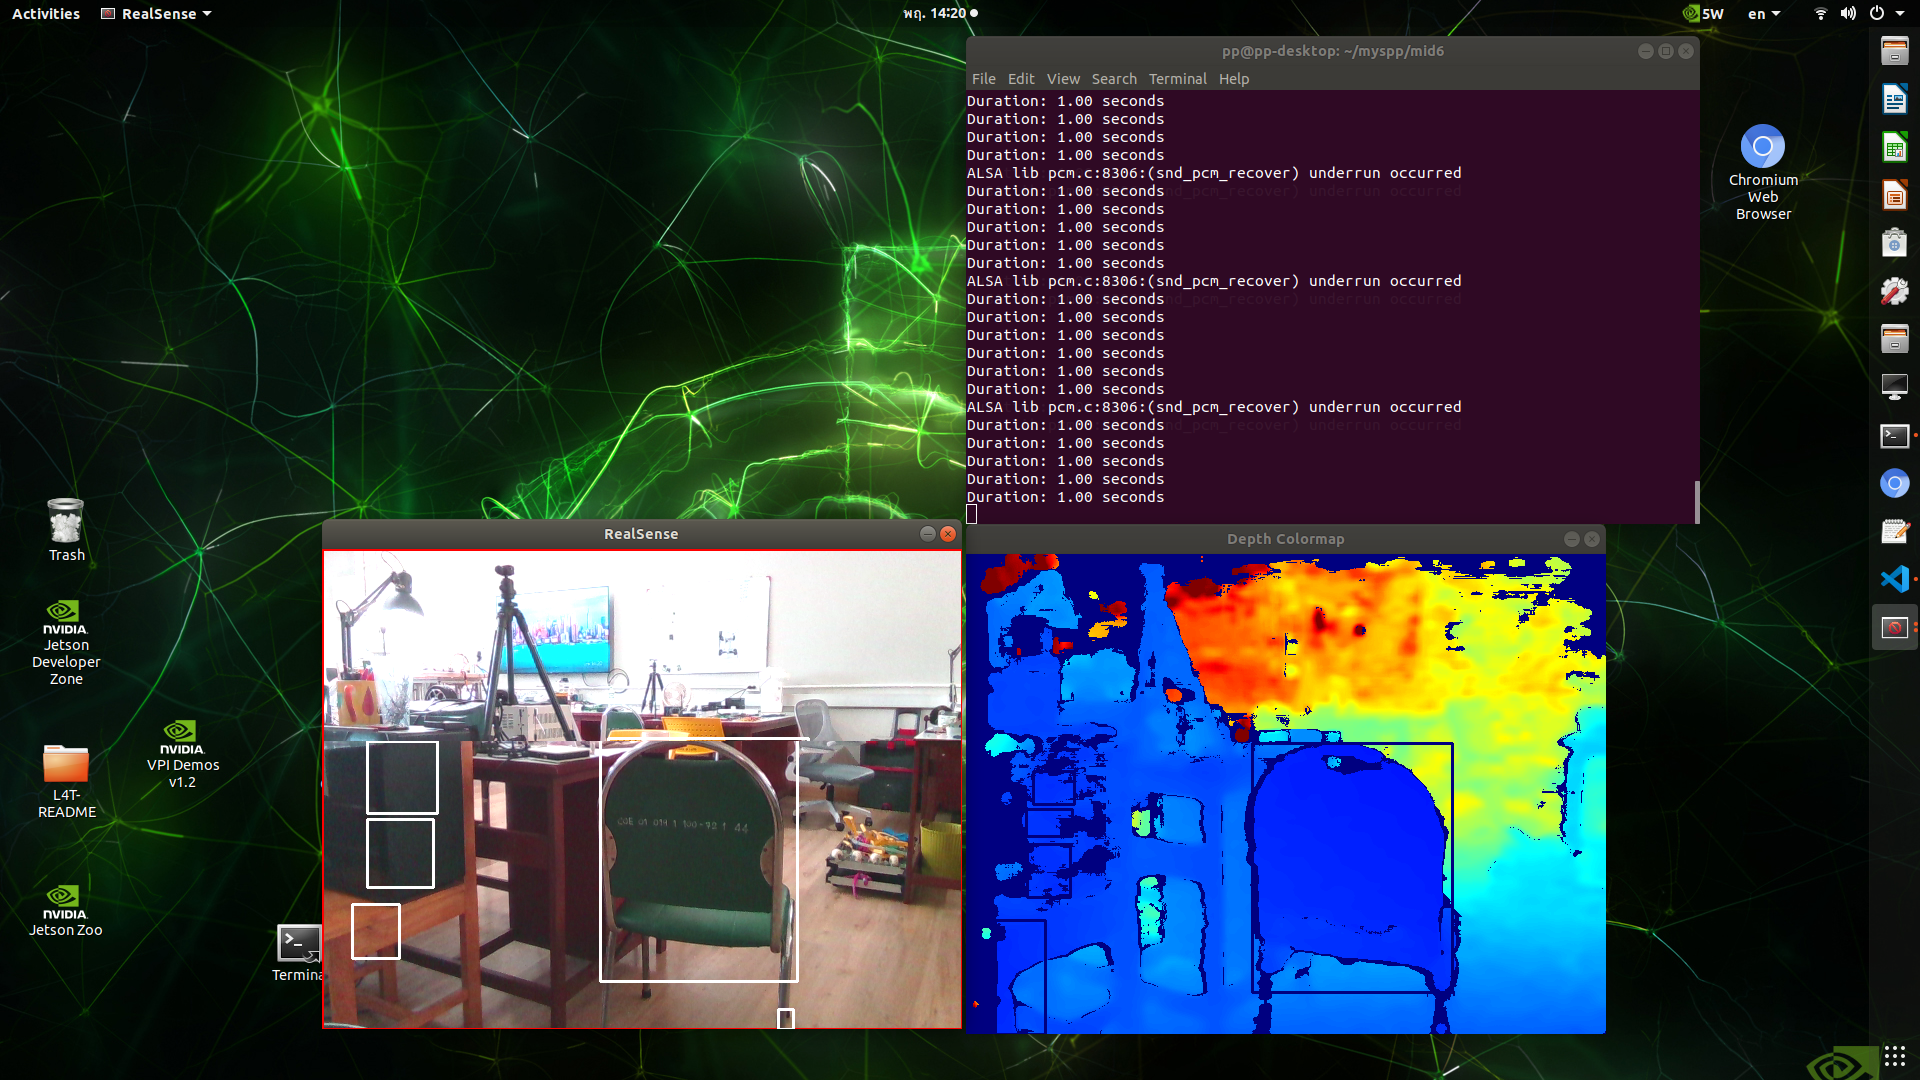 Activities
RealSense
พฤ. 14:20
5W
en
pp@pp-desktop: ~/myspp/mid6
File Edit View Search Terminal Help
Duration: 1.00 seconds
Duration: 1.00 seconds
Duration: 1.00 seconds
Duration: 1.00 seconds
ALSA lib pcm.c:8306:(snd_pcm_recover) underrun occurred
Duration: 1.00 seconds
Duration: 1.00 seconds
Duration: 1.00 seconds
Duration: 1.00 seconds
Duration: 1.00 seconds
ALSA lib pcm.c:8306:(snd_pcm_recover) underrun occurred
Duration: 1.00 seconds
Duration: 1.00 seconds
Duration: 1.00 seconds
Duration: 1.00 seconds
Duration: 1.00 seconds
Duration: 1.00 seconds
ALSA lib pcm.c:8306:(snd_pcm_recover) underrun occurred
Duration: 1.00 seconds
Duration: 1.00 seconds
Duration: 1.00 seconds
Duration: 1.00 seconds
Duration: 1.00 seconds
Chromium
Web
Browser
Trash
NVIDIA.
Jetson
Developer
Zone
NVIDIA.
VPI Demos
v1.2
L4T-
README
NVIDIA.
Jetson Zoo
Termina
RealSense
Depth Colormap